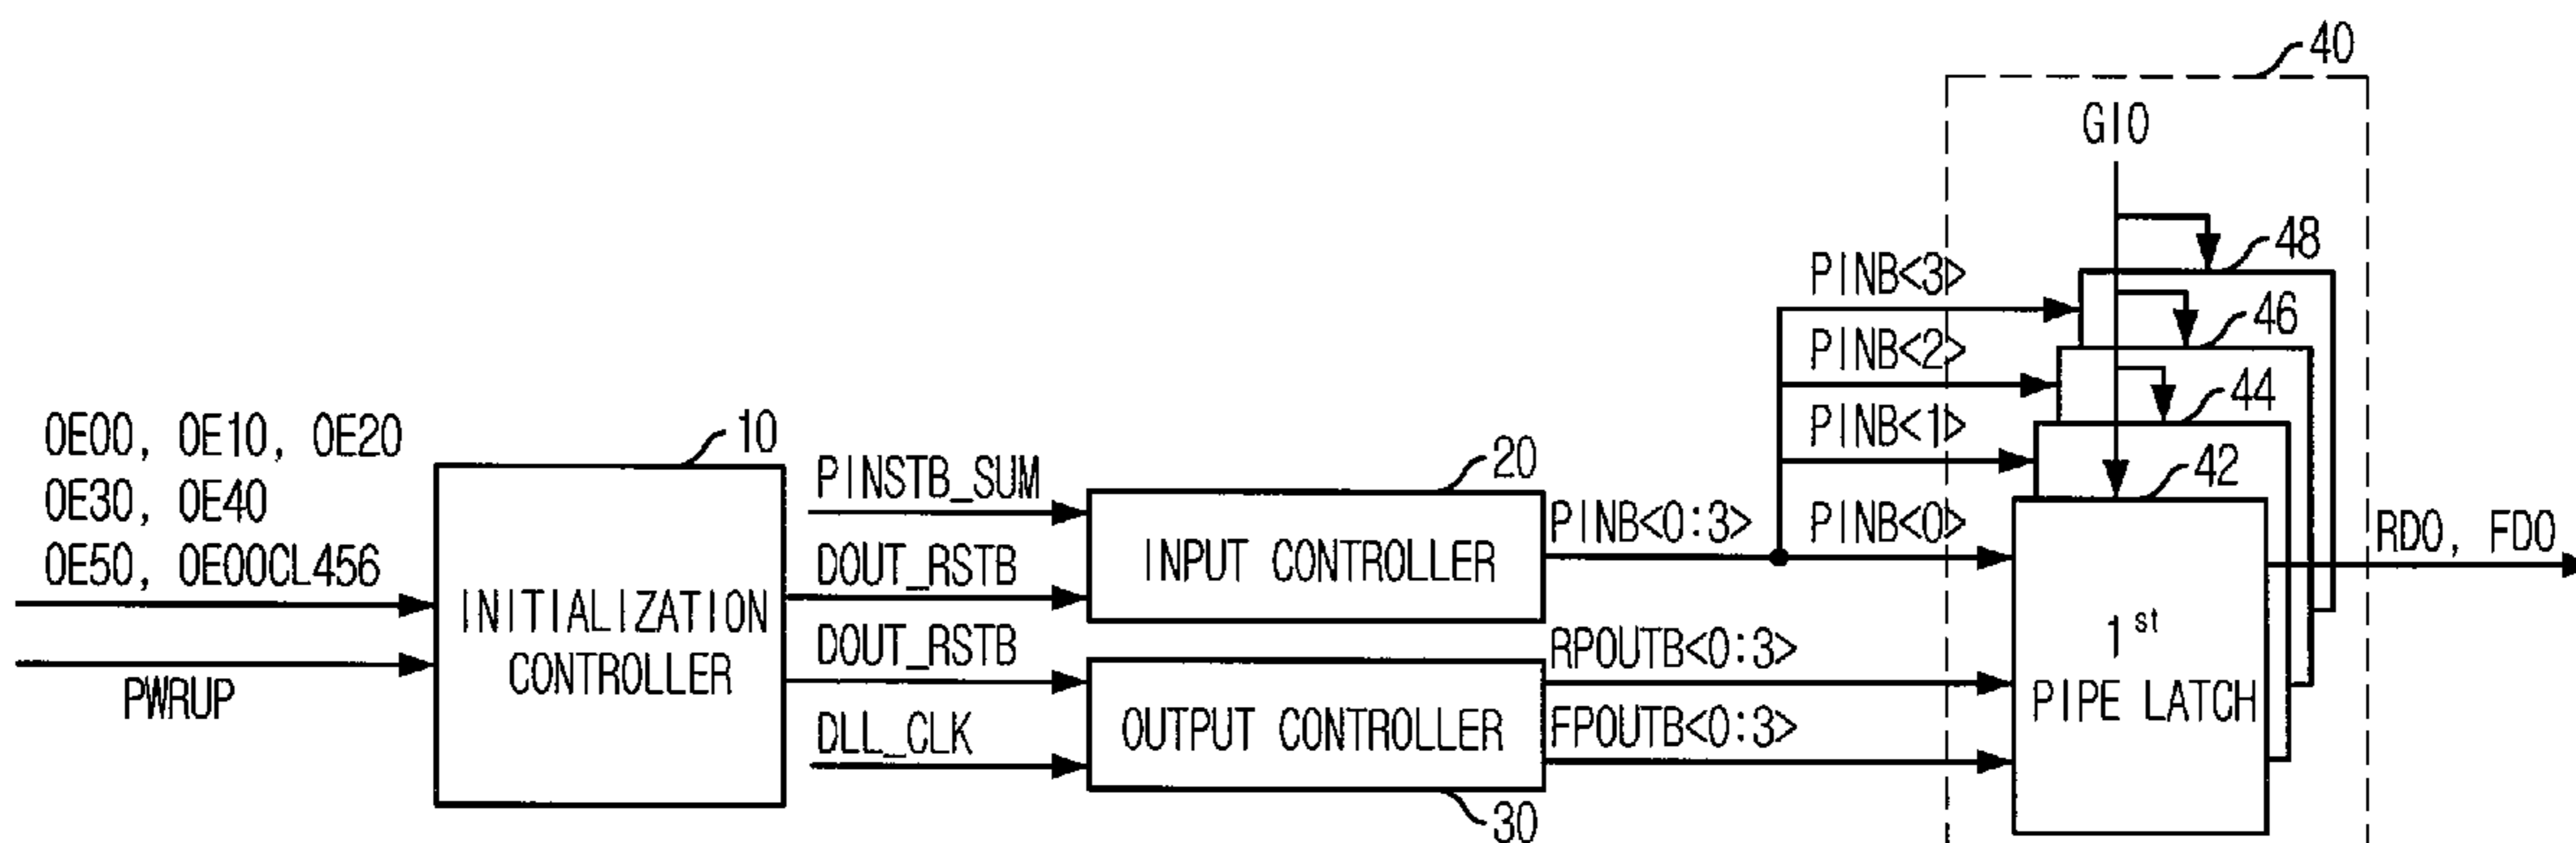 40
GIO
48
PINB<3>
46
PINB<2>
44
PINB<1>
42
OE00, OE10, OE20
OE30, OE40
OE50, OE00CL456
PWRUP
10
INITIALIZATION
CONTROLLER
PINSTB_SUM
DOUT_RSTB
DOUT_RSTB
DLL_CLK
20
INPUT CONTROLLER
OUTPUT CONTROLLER
30
PINB<0:3>
PINB<0>
RPOUTB<0:3>
FPOUTB<0:3>
1st
PIPE LATCH
RDO, FDO